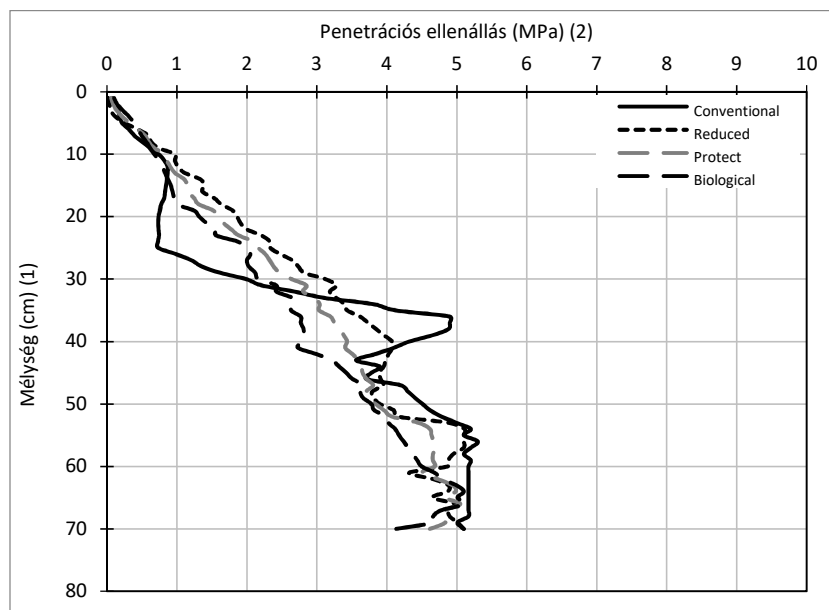 Penetrációs ellenállás (MPa) (2)
0 1 2 3 4 5 6 7 8 9 10
0
10
20
30
40
50
60
70
80
Mélység (cm) (1)
Conventional
Reduced
Protect
Biological